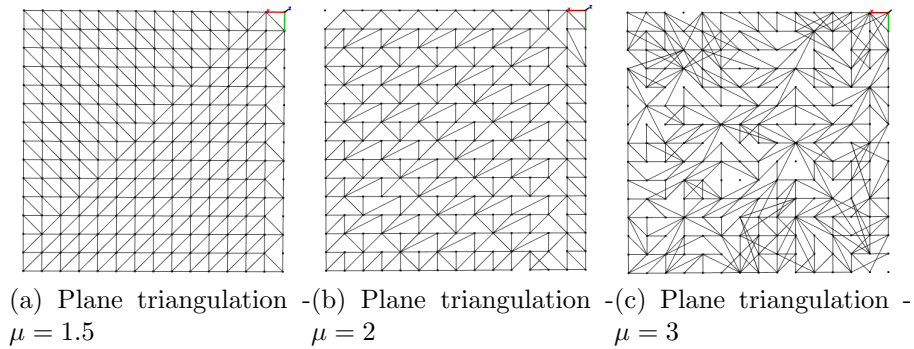 (a) Plane triangulation -
μ = 1.5
(b) Plane triangulation -
μ = 2
(c) Plane triangulation -
μ = 3